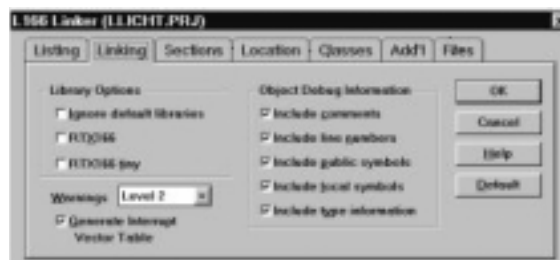 L166 Linker (LLICHT.PRJ)
Listing Linking Sections Location Classes Add'l Files
Library Options
Ignore default libraries
RTX166
RTX166 tiny
Warnings Level 2
Generate Interrupt
Vector Table
Object Debug Information
Include comments
Include line numbers
Include public symbols
Include local symbols
Include type information
OK
Cancel
Help
Default